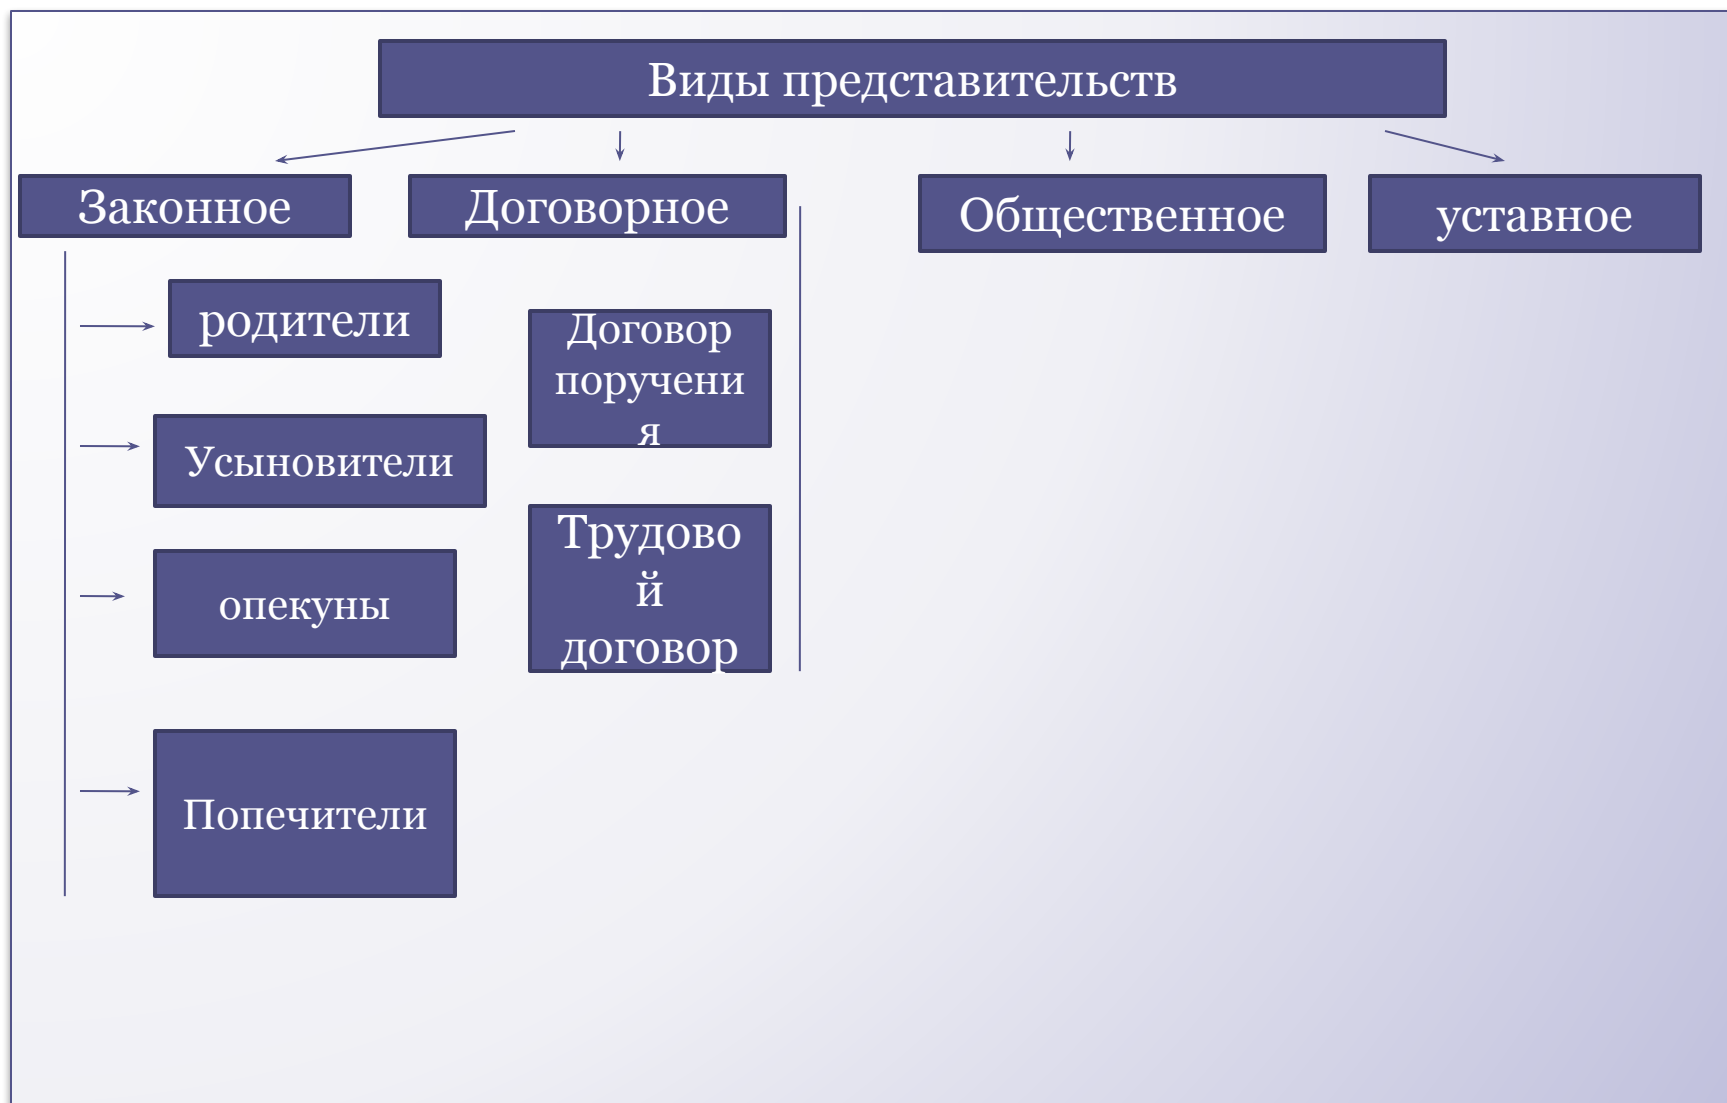 Виды представительств
Законное
Договорное
Общественное
уставное
родители
Усыновители
опекуны
Попечители
Договор
поручени
я
Трудово
й
договор